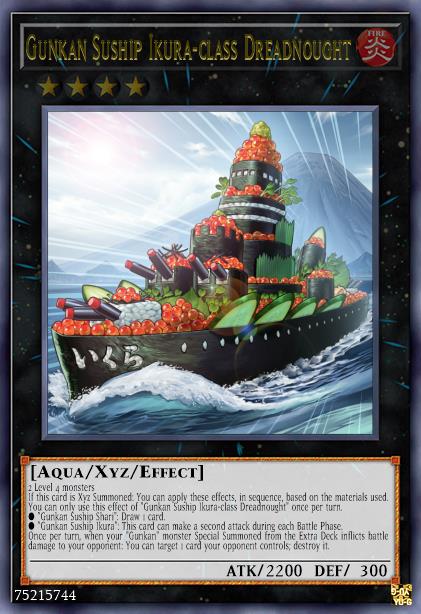 Gunkan Suship Ikura-class Dreadnought
FIRE
炎
いくら
[Aqua/Xyz/Effect]
2 Level 4 monsters
If this card is Xyz Summoned: You can apply these effects, in sequence, based on the materials used.
You can only use this effect of "Gunkan Suship Ikura-class Dreadnought" once per turn.
● "Gunkan Suship Shari": Draw 1 card.
● "Gunkan Suship Ikura": This card can make a second attack during each Battle Phase.
Once per turn, when your "Gunkan" monster Special Summoned from the Extra Deck inflicts battle
damage to your opponent: You can target 1 card your opponent controls; destroy it.
ATK/2200 DEF/ 300
75215744